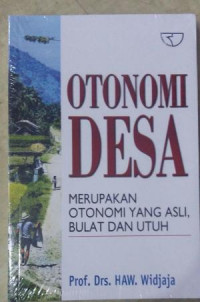 OTONOMI
DESA
MERUPAKAN
OTONOMI YANG ASLI,
BULAT DAN UTUH
Prof. Drs. HAW. Widjaja